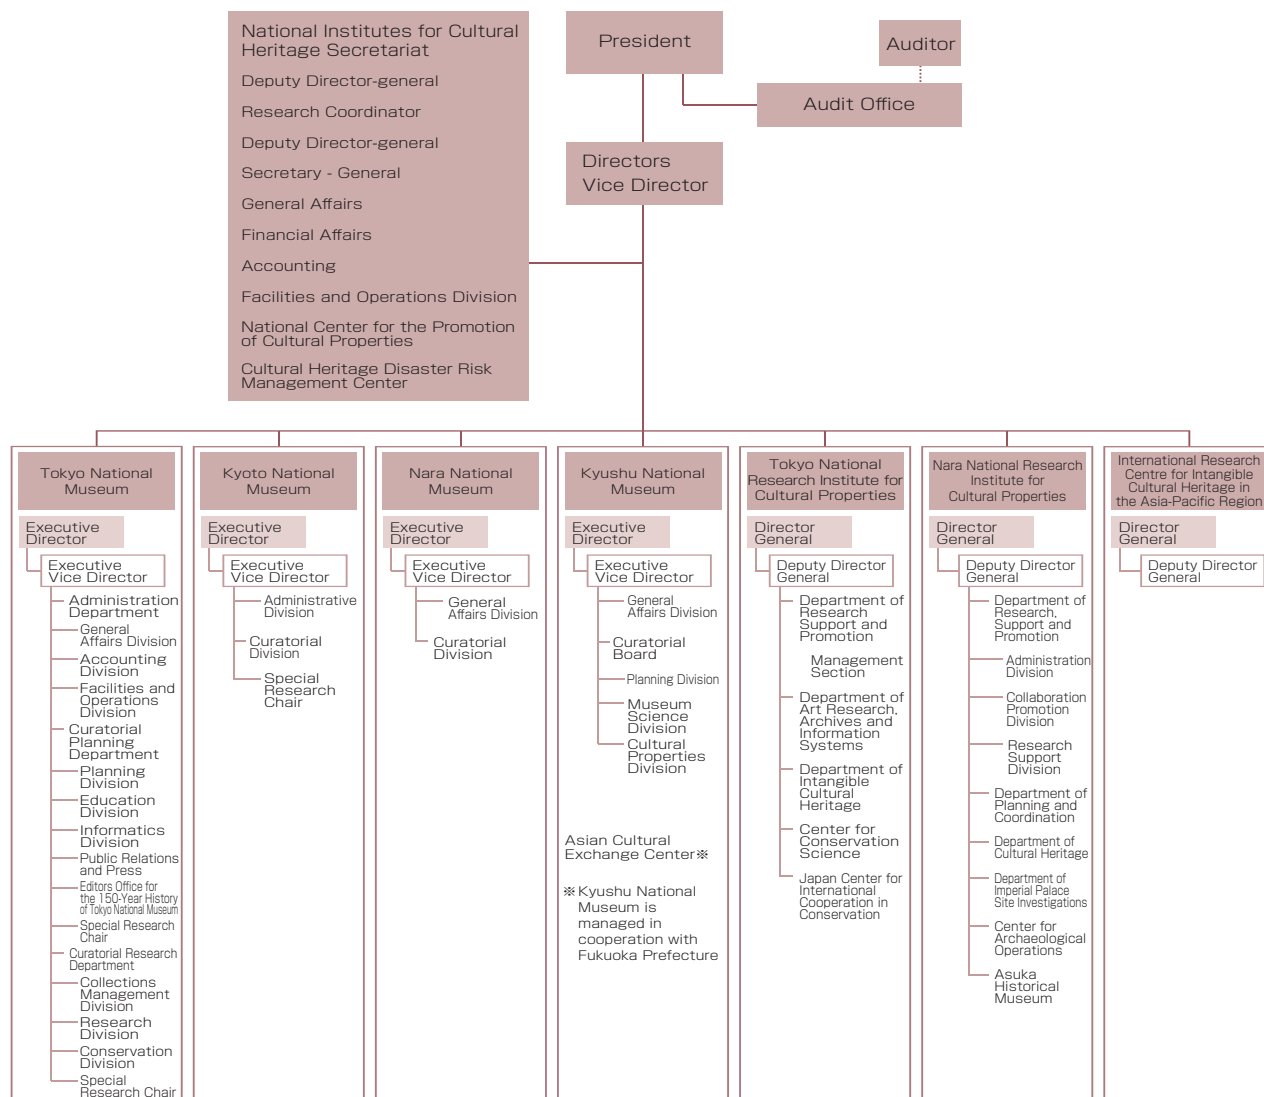 National Institutes for Cultural
Heritage Secretariat
Deputy Director-general
Research Coordinator
Deputy Director-general
Secretary - General
General Affairs
Financial Affairs
Accounting
Facilities and Operations Division
National Center for the Promotion
of Cultural Properties
Cultural Heritage Disaster Risk
Management Center
President
Auditor
Audit Office
Directors
Vice Director
Tokyo National
Museum
Executive
Director
Executive
Vice Director
Administration
Department
General
Affairs Division
Accounting
Division
Facilities and
Operations
Division
Curatorial
Planning
Department
Planning
Division
Education
Division
Informatics
Division
Public Relations
and Press
Editors Office for
the 150-Year History
of Tokyo National Museum
Special Research
Chair
Curatorial Research
Department
Collections
Management
Division
Research
Division
Conservation
Division
Special
Research Chair
Kyoto National
Museum
Executive
Director
Executive
Vice Director
Administrative
Division
Curatorial
Division
Special
Research
Chair
Nara National
Museum
Executive
Director
Executive
Vice Director
General
Affairs Division
Curatorial
Division
Kyushu National
Museum
Executive
Director
Executive
Vice Director
General
Affairs Division
Curatorial
Board
Planning Division
Museum
Science
Division
Cultural
Properties
Division
Asian Cultural
Exchange Center※
※Kyushu National
Museum is
managed in
cooperation with
Fukuoka Prefecture
Tokyo National
Research Institute for
Cultural Properties
Director
General
Deputy Director
General
Department of
Research
Support and
Promotion
Management
Section
Department of
Art Research,
Archives and
Information
Systems
Department of
Intangible
Cultural
Heritage
Center for
Conservation
Science
Japan Center for
International
Cooperation in
Conservation
Nara National Research
Institute for
Cultural Properties
Director
General
Deputy Director
General
Department of
Research,
Support and
Promotion
Administration
Division
Collaboration
Promotion
Division
Research
Support
Division
Department of
Planning and
Coordination
Department of
Cultural Heritage
Department of
Imperial Palace
Site Investigations
Center for
Archaeological
Operations
Asuka
Historical
Museum
International Research
Centre for Intangible
Cultural Heritage in
the Asia-Pacific Region
Director
General
Deputy Director
General